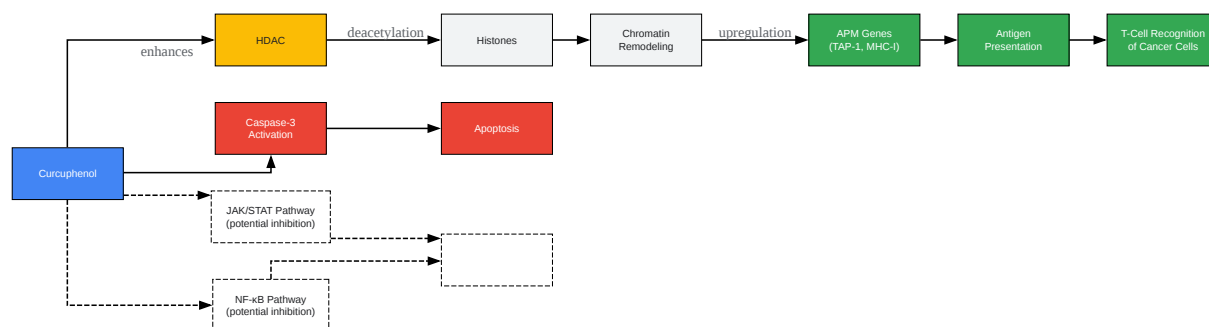 enhances
HDAC
deacetylation
Histones
Chromatin
Remodeling
upregulation
APM Genes
(TAP-1, MHC-I)
Antigen
Presentation
T-Cell Recognition
of Cancer Cells
Caspase-3
Activation
Apoptosis
Curcuphenol
JAK/STAT Pathway
(potential inhibition)
NF-κB Pathway
(potential inhibition)